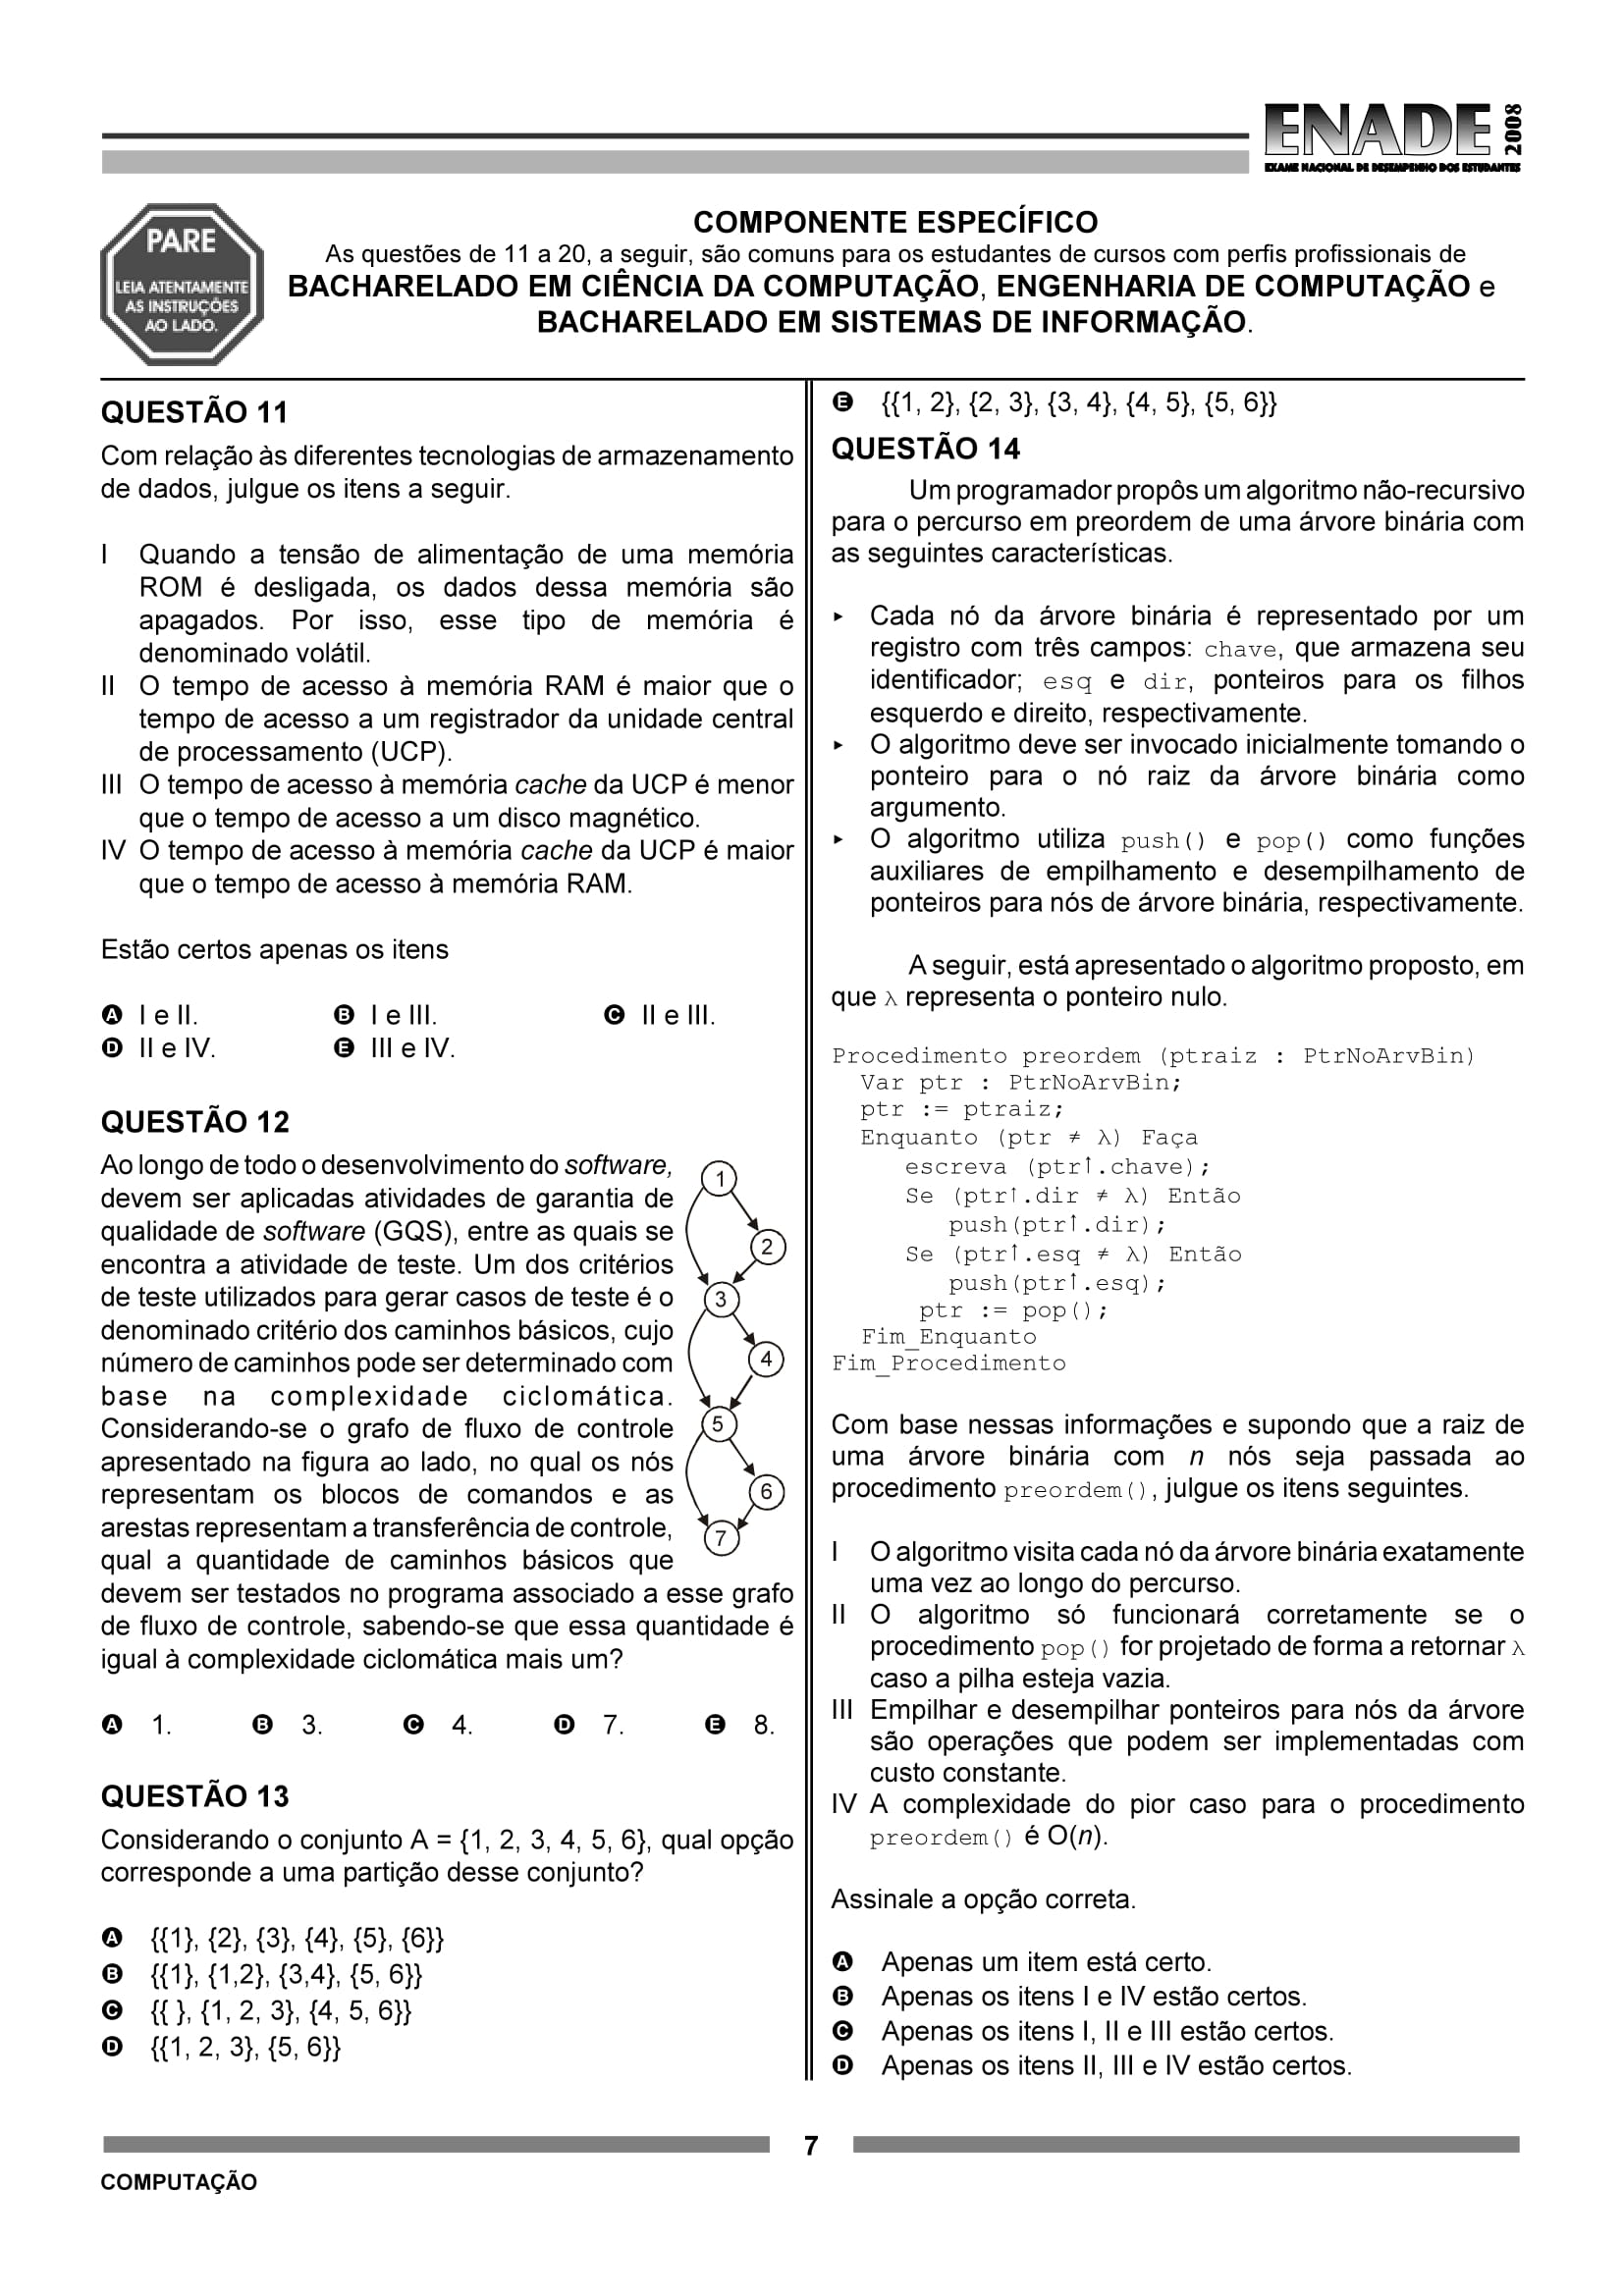 ENADE
2008
EXAME NACIONAL DE DESEMPENHO DOS ESTUDANTES
PARE
LEIA ATENTAMENTE
AS INSTRUÇÕES
AO LADO.
COMPONENTE ESPECÍFICO
As questões de 11 a 20, a seguir, são comuns para os estudantes de cursos com perfis profissionais de
BACHARELADO EM CIÊNCIA DA COMPUTAÇÃO, ENGENHARIA DE COMPUTAÇÃO e
BACHARELADO EM SISTEMAS DE INFORMAÇÃO.
QUESTÃO 11
Com relação às diferentes tecnologias de armazenamento
de dados, julgue os itens a seguir.
I Quando a tensão de alimentação de uma memória
ROM é desligada, os dados dessa memória são
apagados. Por isso, esse tipo de memória é
denominado volátil.
II O tempo de acesso à memória RAM é maior que o
tempo de acesso a um registrador da unidade central
de processamento (UCP).
III O tempo de acesso à memória cache da UCP é menor
que o tempo de acesso a um disco magnético.
IV O tempo de acesso à memória cache da UCP é maior
que o tempo de acesso à memória RAM.
Estão certos apenas os itens
A I e II. B I e III. C II e III.
D II e IV. E III e IV.
QUESTÃO 12
Ao longo de todo o desenvolvimento do software,
devem ser aplicadas atividades de garantia de
qualidade de software (GQS), entre as quais se
encontra a atividade de teste. Um dos critérios
de teste utilizados para gerar casos de teste é o
denominado critério dos caminhos básicos, cujo
número de caminhos pode ser determinado com
base na complexidade ciclomática.
Considerando-se o grafo de fluxo de controle
apresentado na figura ao lado, no qual os nós
representam os blocos de comandos e as
arestas representam a transferência de controle,
qual a quantidade de caminhos básicos que
devem ser testados no programa associado a esse grafo
de fluxo de controle, sabendo-se que essa quantidade é
igual à complexidade ciclomática mais um?
1
2
3
4
5
6
7
A 1. B 3. C 4. D 7. E 8.
QUESTÃO 13
Considerando o conjunto A = {1, 2, 3, 4, 5, 6}, qual opção
corresponde a uma partição desse conjunto?
A {{1}, {2}, {3}, {4}, {5}, {6}}
B {{1}, {1,2}, {3,4}, {5, 6}}
C {{ }, {1, 2, 3}, {4, 5, 6}}
D {{1, 2, 3}, {5, 6}}
E {{1, 2}, {2, 3}, {3, 4}, {4, 5}, {5, 6}}
QUESTÃO 14
Um programador propôs um algoritmo não-recursivo
para o percurso em preordem de uma árvore binária com
as seguintes características.
▸ Cada nó da árvore binária é representado por um
registro com três campos: chave, que armazena seu
identificador; esq e dir, ponteiros para os filhos
esquerdo e direito, respectivamente.
▸ O algoritmo deve ser invocado inicialmente tomando o
ponteiro para o nó raiz da árvore binária como
argumento.
▸ O algoritmo utiliza push() e pop() como funções
auxiliares de empilhamento e desempilhamento de
ponteiros para nós de árvore binária, respectivamente.
A seguir, está apresentado o algoritmo proposto, em
que λ representa o ponteiro nulo.
Procedimento preordem (ptraiz : PtrNoArvBin)
Var ptr : PtrNoArvBin;
ptr := ptraiz;
Enquanto (ptr ≠ λ) Faça
escreva (ptr↑.chave);
Se (ptr↑.dir ≠ λ) Então
push(ptr↑.dir);
Se (ptr↑.esq ≠ λ) Então
push(ptr↑.esq);
ptr := pop();
Fim_Enquanto
Fim_Procedimento
Com base nessas informações e supondo que a raiz de
uma árvore binária com n nós seja passada ao
procedimento preordem(), julgue os itens seguintes.
I O algoritmo visita cada nó da árvore binária exatamente
uma vez ao longo do percurso.
II O algoritmo só funcionará corretamente se o
procedimento pop() for projetado de forma a retornar λ
caso a pilha esteja vazia.
III Empilhar e desempilhar ponteiros para nós da árvore
são operações que podem ser implementadas com
custo constante.
IV A complexidade do pior caso para o procedimento
preordem() é O(n).
Assinale a opção correta.
A Apenas um item está certo.
B Apenas os itens I e IV estão certos.
C Apenas os itens I, II e III estão certos.
D Apenas os itens II, III e IV estão certos.
7
COMPUTAÇÃO